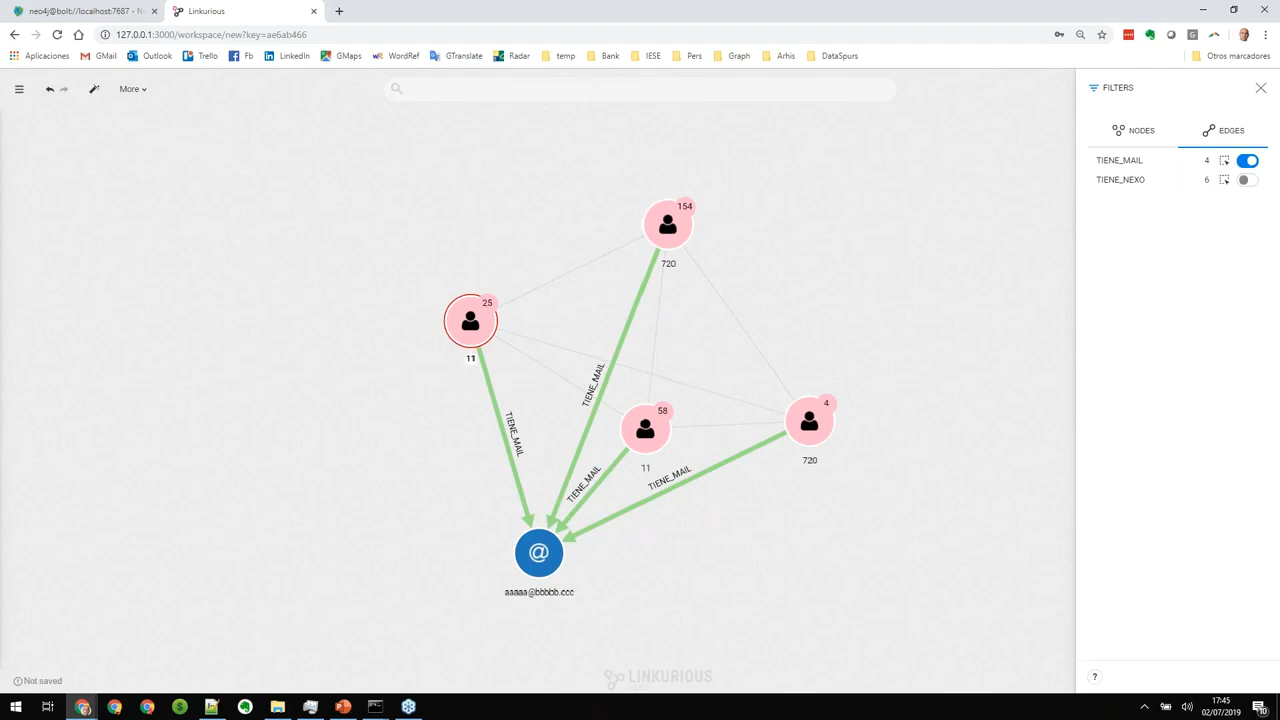 neo4j@bolt://localhost:7687 - N
Linkurious
127.0.0.1:3000/workspace/new?key=ae6ab466
Aplicaciones
GMail
Outlook
Trello
Fb
LinkedIn
GMaps
WordRef
GTranslate
Radar
temp
Bank
IESE
Pers
Graph
Arhis
DataSpurs
Otros marcadores
More
FILTERS
NODES
EDGES
TIENE_MAIL 4
TIENE_NEXO 6
154
720
25
11
TIENE_MAIL
TIENE_MAIL
58
11
4
720
TIENE_MAIL
TIENE_MAIL
@
aaaaa@bbbbb.ccc
LINKURIOUS
Not saved
?
17:45
02/07/2019
10